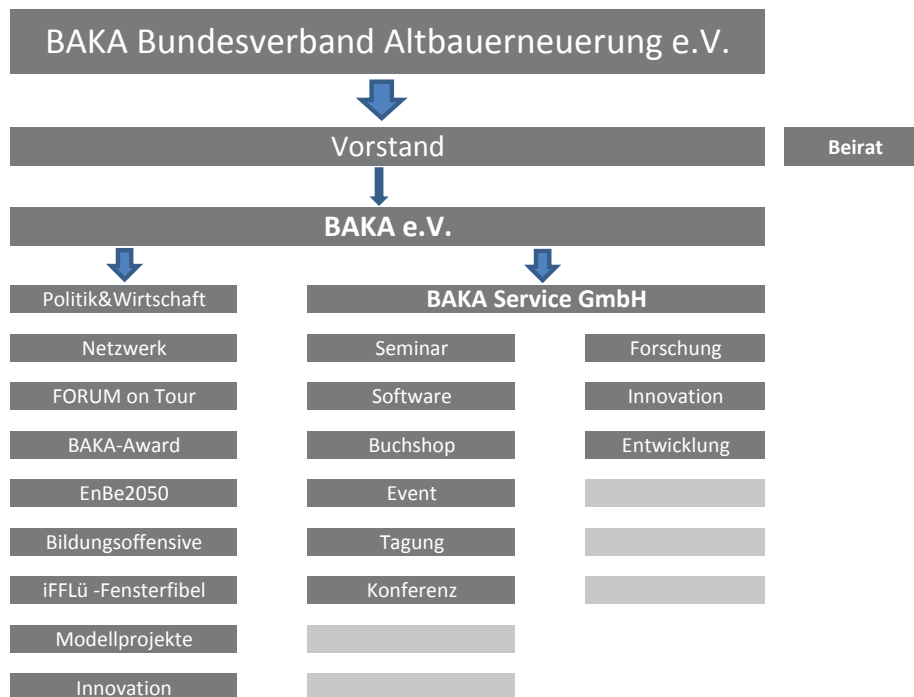 BAKA Bundesverband Altbauerneuerung e.V.
Vorstand
Beirat
BAKA e.V.
Politik&Wirtschaft
BAKA Service GmbH
Netzwerk
Seminar
Forschung
FORUM on Tour
Software
Innovation
BAKA-Award
Buchshop
Entwicklung
EnBe2050
Event
Bildungsoffensive
Tagung
iFFLü -Fensterfibel
Konferenz
Modellprojekte
Innovation